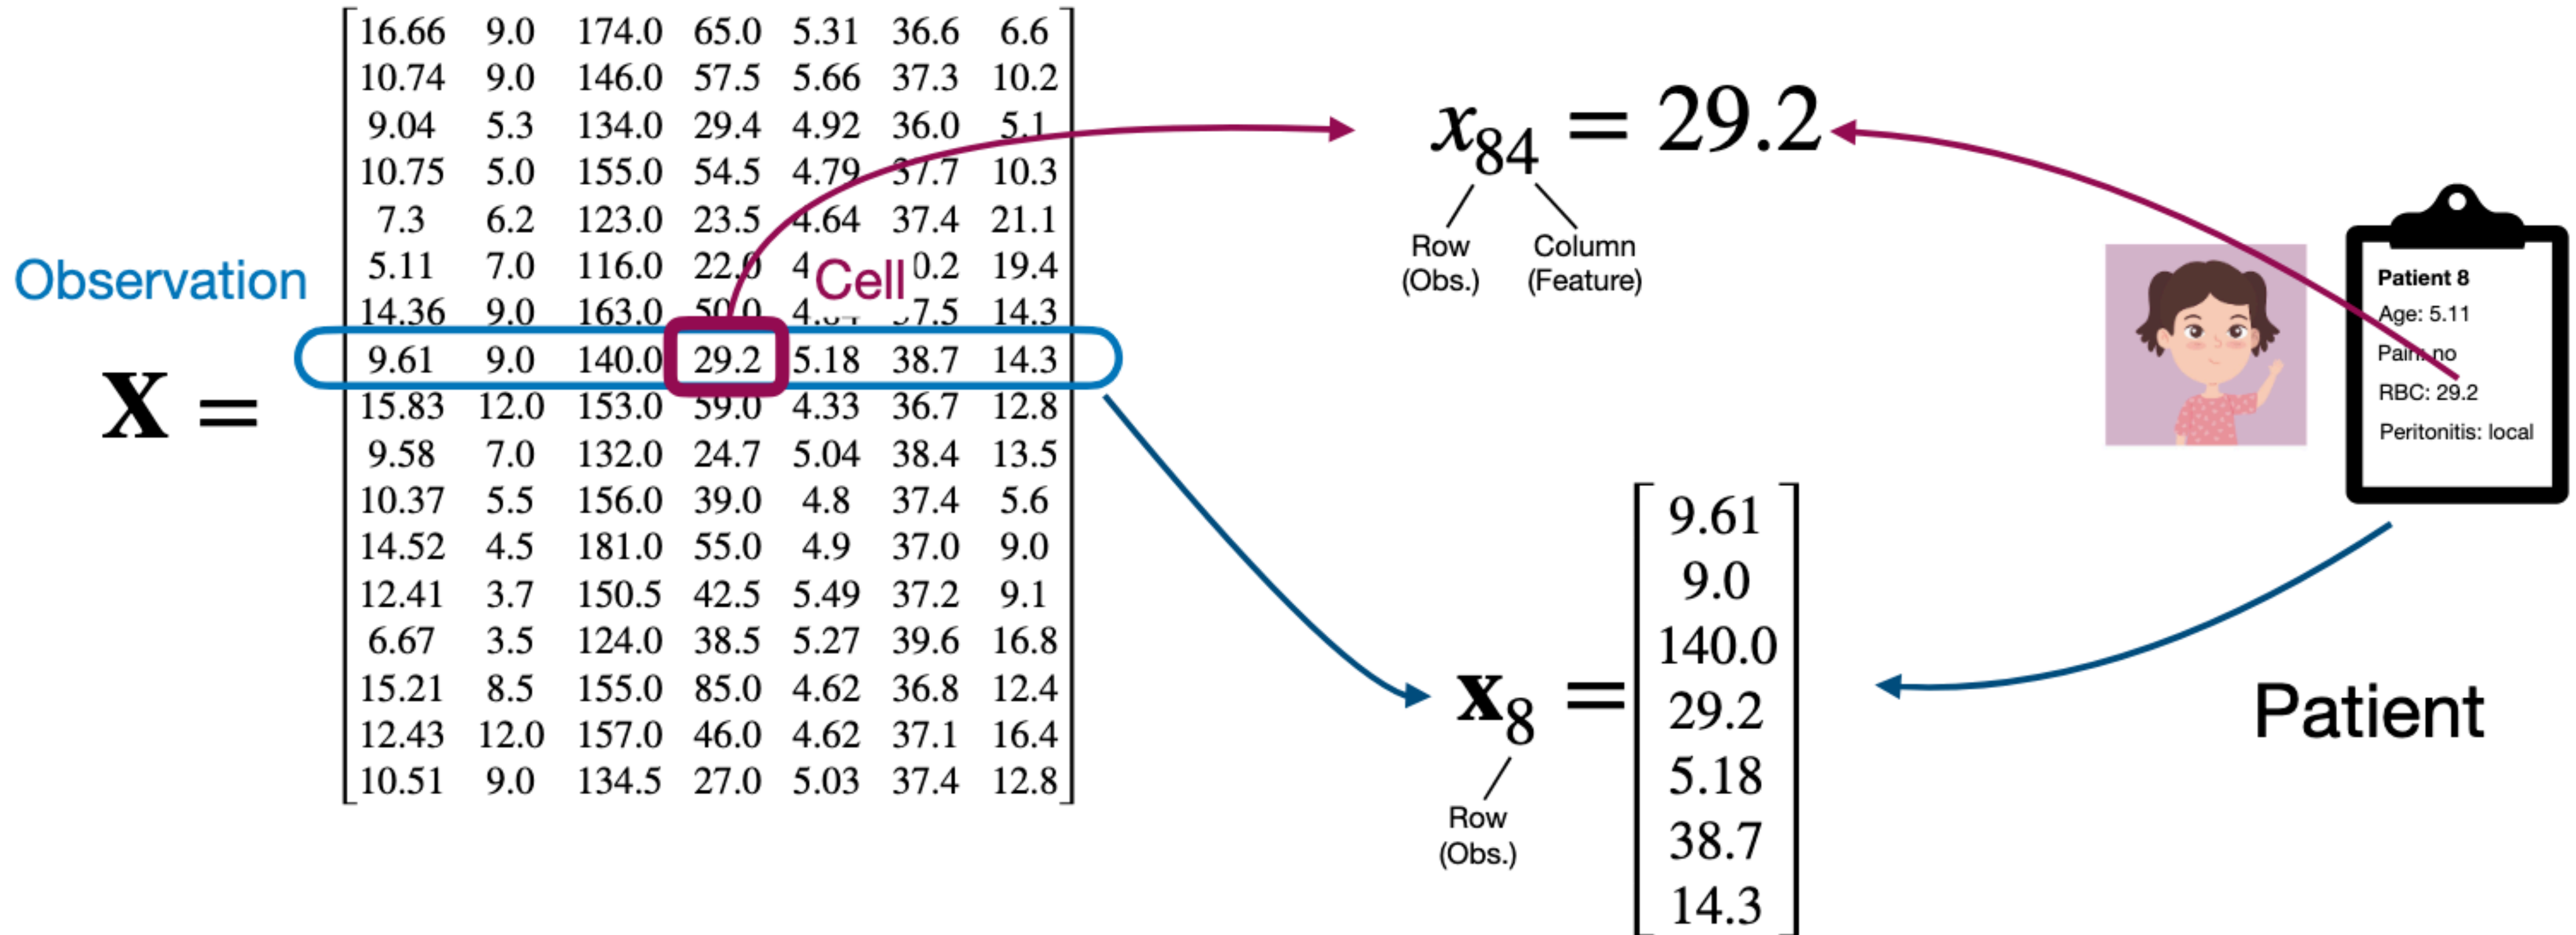 Observation
X =
16.66 9.0 174.0 65.0 5.31 36.6 6.6
10.74 9.0 146.0 57.5 5.66 37.3 10.2
9.04 5.3 134.0 29.4 4.92 36.0 5.1
10.75 5.0 155.0 54.5 4.79 37.7 10.3
7.3 6.2 123.0 23.5 4.64 37.4 21.1
5.11 7.0 116.0 22.0 19.4
Cell
14.36 9.0 163.0 50.0 14.3
9.61 9.0 140.0 29.2 5.18 38.7 14.3
15.83 12.0 153.0 59.0 4.33 36.7 12.8
9.58 7.0 132.0 24.7 5.04 38.4 13.5
10.37 5.5 156.0 39.0 4.8 37.4 5.6
14.52 4.5 181.0 55.0 4.9 37.0 9.0
12.41 3.7 150.5 42.5 5.49 37.2 9.1
6.67 3.5 124.0 38.5 5.27 39.6 16.8
15.21 8.5 155.0 85.0 4.62 36.8 12.4
12.43 12.0 157.0 46.0 4.62 37.1 16.4
10.51 9.0 134.5 27.0 5.03 37.4 12.8
x84 = 29.2
Row Column
(Obs.) (Feature)
Patient 8
Age: 5.11
Pain: no
RBC: 29.2
Peritonitis: local
x8 =
9.61
9.0
140.0
29.2
5.18
38.7
14.3
Row
(Obs.)
Patient